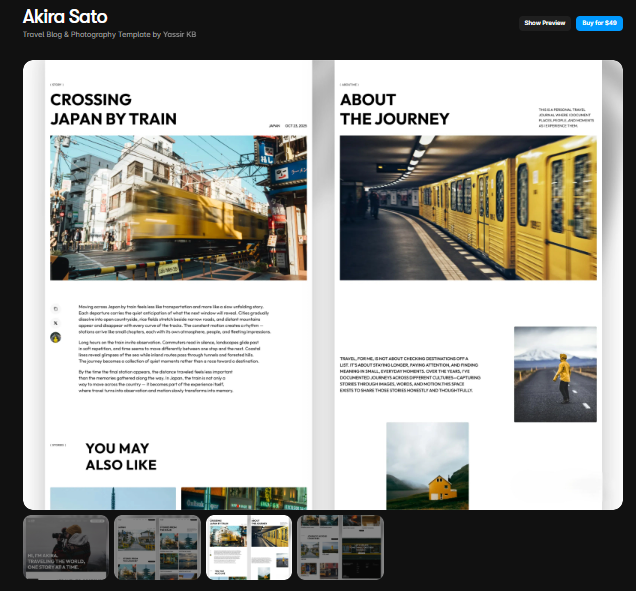 Akira Sato
Travel Blog & Photography Template by Yassir KB
Show Preview
Buy for $49
( STORY )
CROSSING
JAPAN BY TRAIN
JAPAN OCT 23, 2025
Moving across Japan by train feels less like transportation and more like a slow unfolding story.
Each departure carries the quiet anticipation of what the next window will reveal. Cities gradually
dissolve into open countryside, rice fields stretch beside narrow roads, and distant mountains
appear and disappear with every curve of the tracks. The constant motion creates a rhythm —
stations arrive like small chapters, each with its own atmosphere, people, and fleeting impressions
Long hours on the train invite observation. Commuters read in silence, landscapes glide past
in soft repetition, and time seems to move differently between one stop and the next. Coastal
lines reveal glimpses of the sea while inland routes pass through tunnels and forested hills.
The journey becomes a collection of quiet moments rather than a race toward a destination.
By the time the final station appears, the distance traveled feels less important
than the memories gathered along the way. In Japan, the train is not only a
way to move across the country — it becomes part of the experience itself,
where travel turns into observation and motion slowly transforms into memory.
( STORIES )
YOU MAY
ALSO LIKE
ABOUT
THE JOURNEY
THIS IS A PERSONAL TRAVEL
JOURNAL WHERE I DOCUMENT
PLACES, PEOPLE, AND MOMENTS
AS I EXPERIENCE THEM.
TRAVEL, FOR ME, IS NOT ABOUT CHECKING DESTINATIONS OFF A
LIST. IT'S ABOUT STAYING LONGER, PAYING ATTENTION, AND FINDING
MEANING IN SMALL, EVERYDAY MOMENTS. OVER THE YEARS, I'VE
DOCUMENTED JOURNEYS ACROSS DIFFERENT CULTURES—CAPTURING
STORIES THROUGH IMAGES, WORDS, AND MOTION.THIS SPACE
EXISTS TO SHARE THOSE STORIES HONESTLY AND THOUGHTFULLY.
HI, I'M AKIRA,
TRAVELING THE WORLD,
ONE STORY AT A TIME.